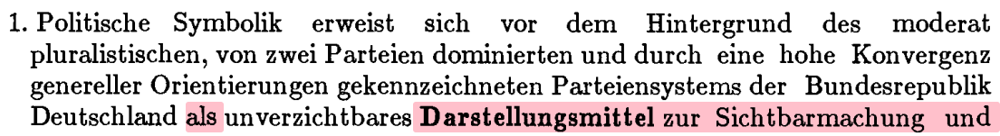 1. Politische Symbolik erweist sich vor dem Hintergrund des moderat
pluralistischen, von zwei Parteien dominierten und durch eine hohe Konvergenz
genereller Orientierungen gekennzeichneten Parteiensystems der Bundesrepublik
Deutschland als unverzichtbares Darstellungsmittel zur Sichtbarmachung und